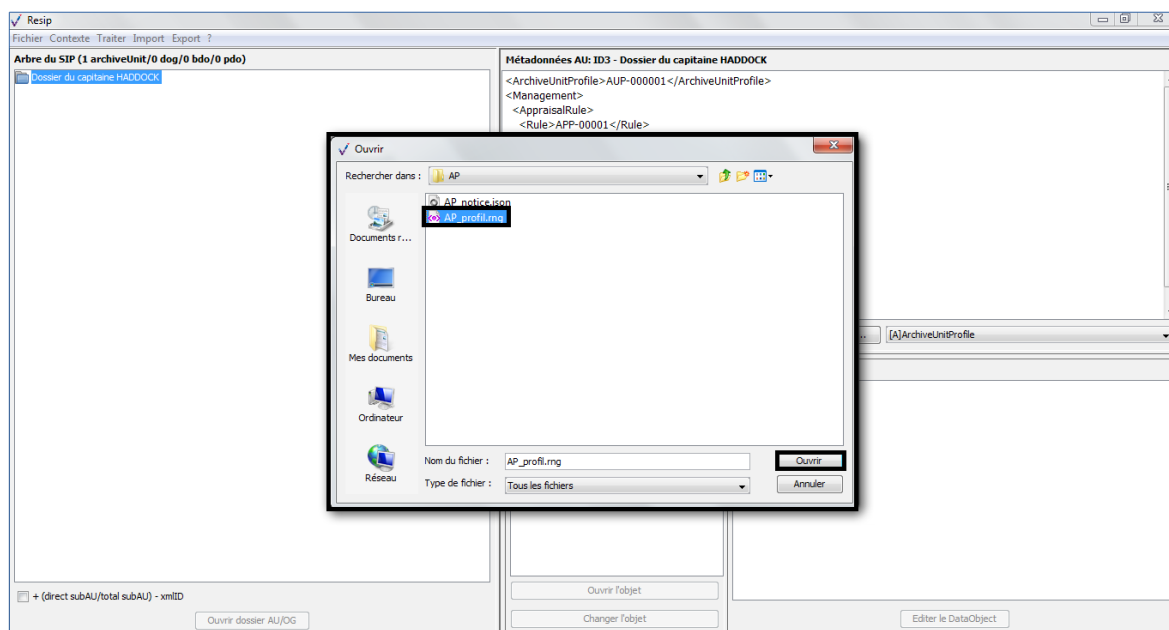 Resip
Fichier Contexte Traiter Import Export ?
Arbre du SIP (1 archiveUnit/0 dog/0 bdo/0 pdo)
Dossier du capitaine HADDOCK
Métadonnées AU: ID3 - Dossier du capitaine HADDOCK
<ArchiveUnitProfile>AUP-000001</ArchiveUnitProfile>
<Management>
<AppraisalRule>
<Rule>APP-00001</Rule>
Ouvrir
Rechercher dans :
AP
AP_notice.json
AP_profil.rng
Documents r...
Bureau
Mes documents
Ordinateur
Réseau
Nom du fichier :
AP_profil.rng
Ouvrir
Type de fichier :
Tous les fichiers
Annuler
...
[A]ArchiveUnitProfile
+ (direct subAU/total subAU) - xmlID
Ouvrir dossier AU/OG
Ouvrir l'objet
Changer l'objet
Editer le DataObject